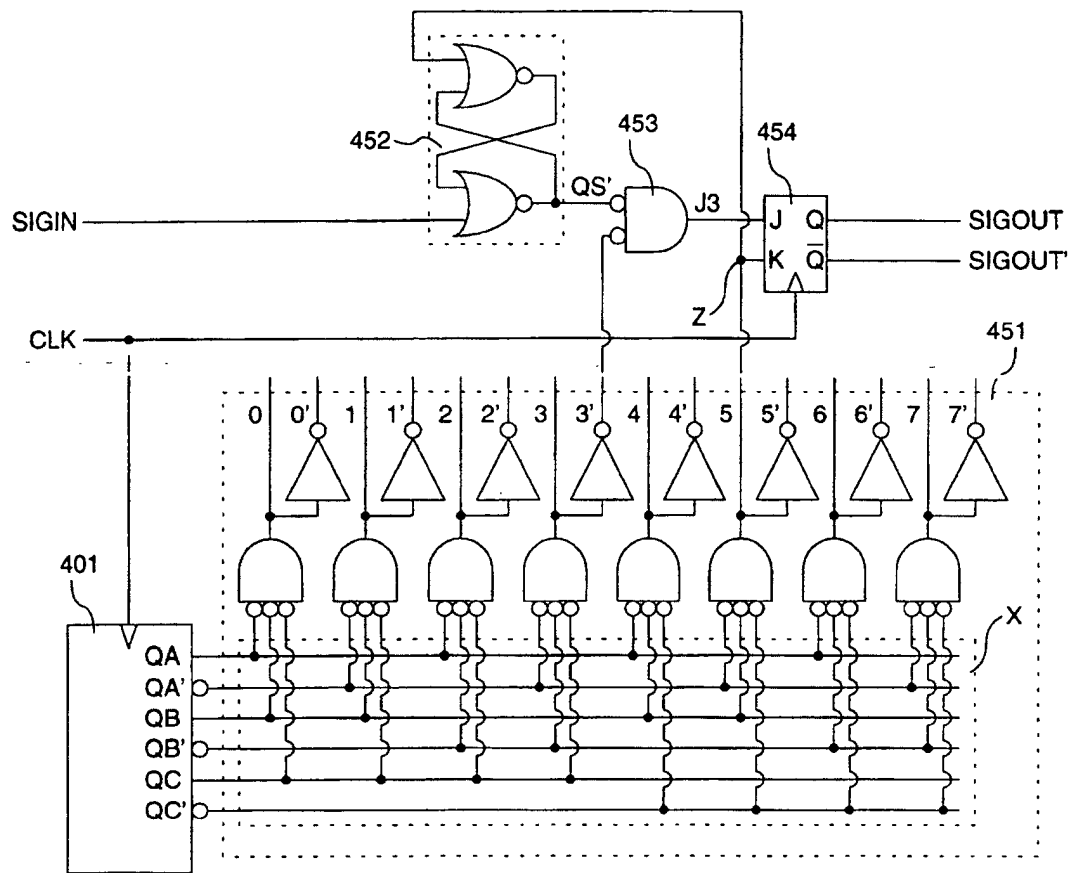 452
453
454
QS'
J3
J Q
K Q̅
SIGIN
SIGOUT
SIGOUT'
Z
CLK
451
0 0' 1 1' 2 2' 3 3' 4 4' 5 5' 6 6' 7 7'
401
X
QA
QA'
QB
QB'
QC
QC'